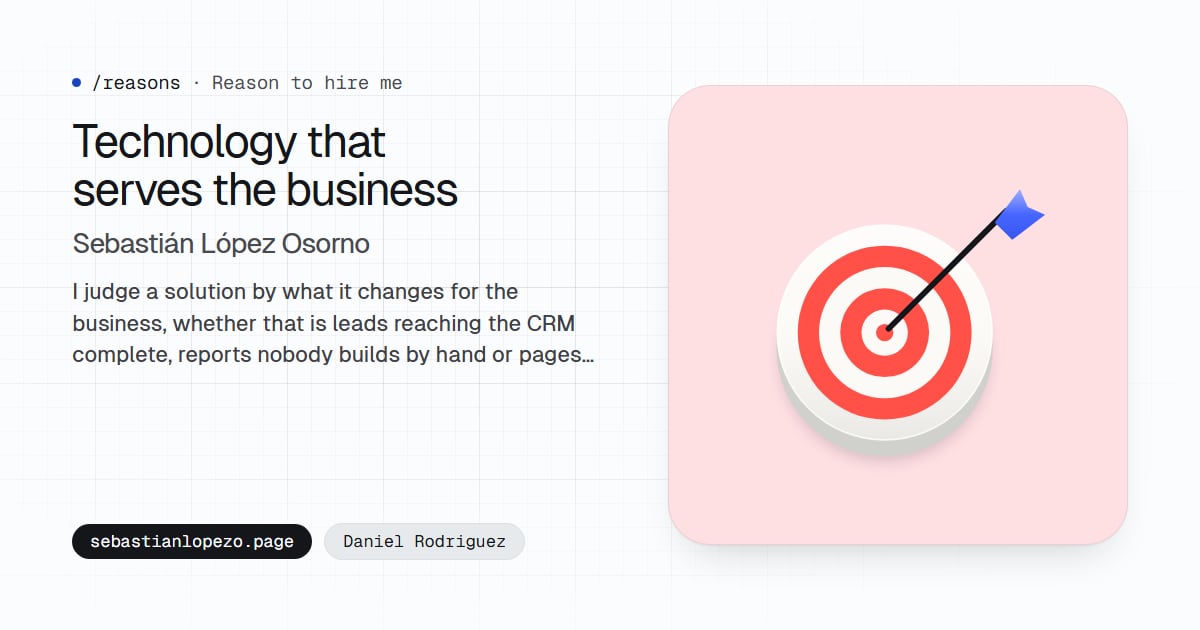 /reasons · Reason to hire me
Technology that
serves the business
Sebastián López Osorno
I judge a solution by what it changes for the
business, whether that is leads reaching the CRM
complete, reports nobody builds by hand or pages…
sebastianlopezo.page
Daniel Rodriguez